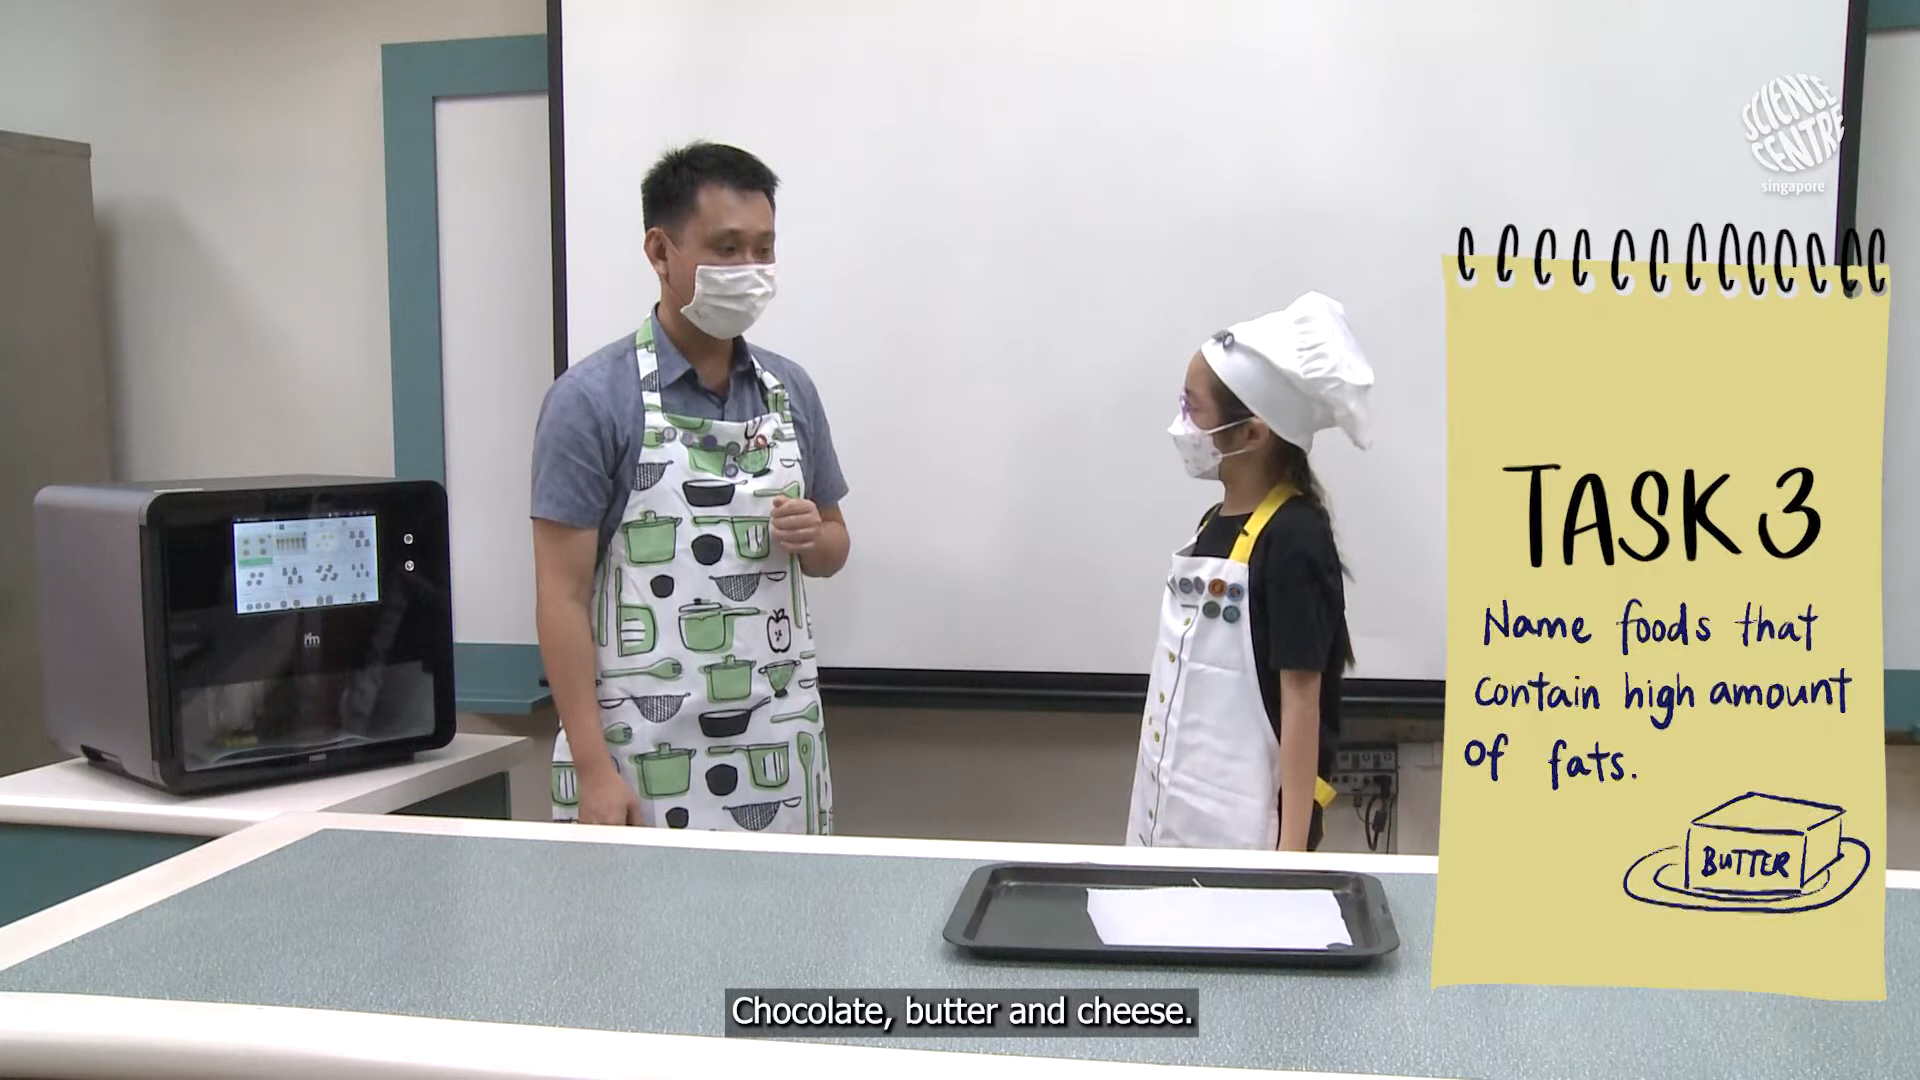 SCIENCE
CENTRE
singapore
TASK 3
Name foods that
contain high amount
of fats.
BUTTER
Chocolate, butter and cheese.